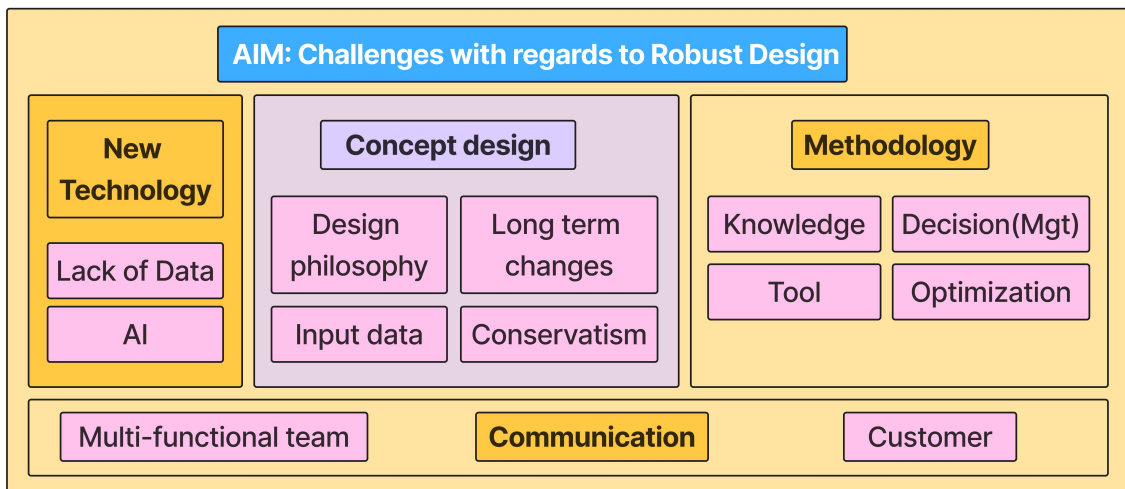 AIM: Challenges with regards to Robust Design
New
Technology
Lack of Data
AI
Concept design
Design
philosophy
Long term
changes
Input data
Conservatism
Methodology
Knowledge
Decision(Mgt)
Tool
Optimization
Multi-functional team
Communication
Customer